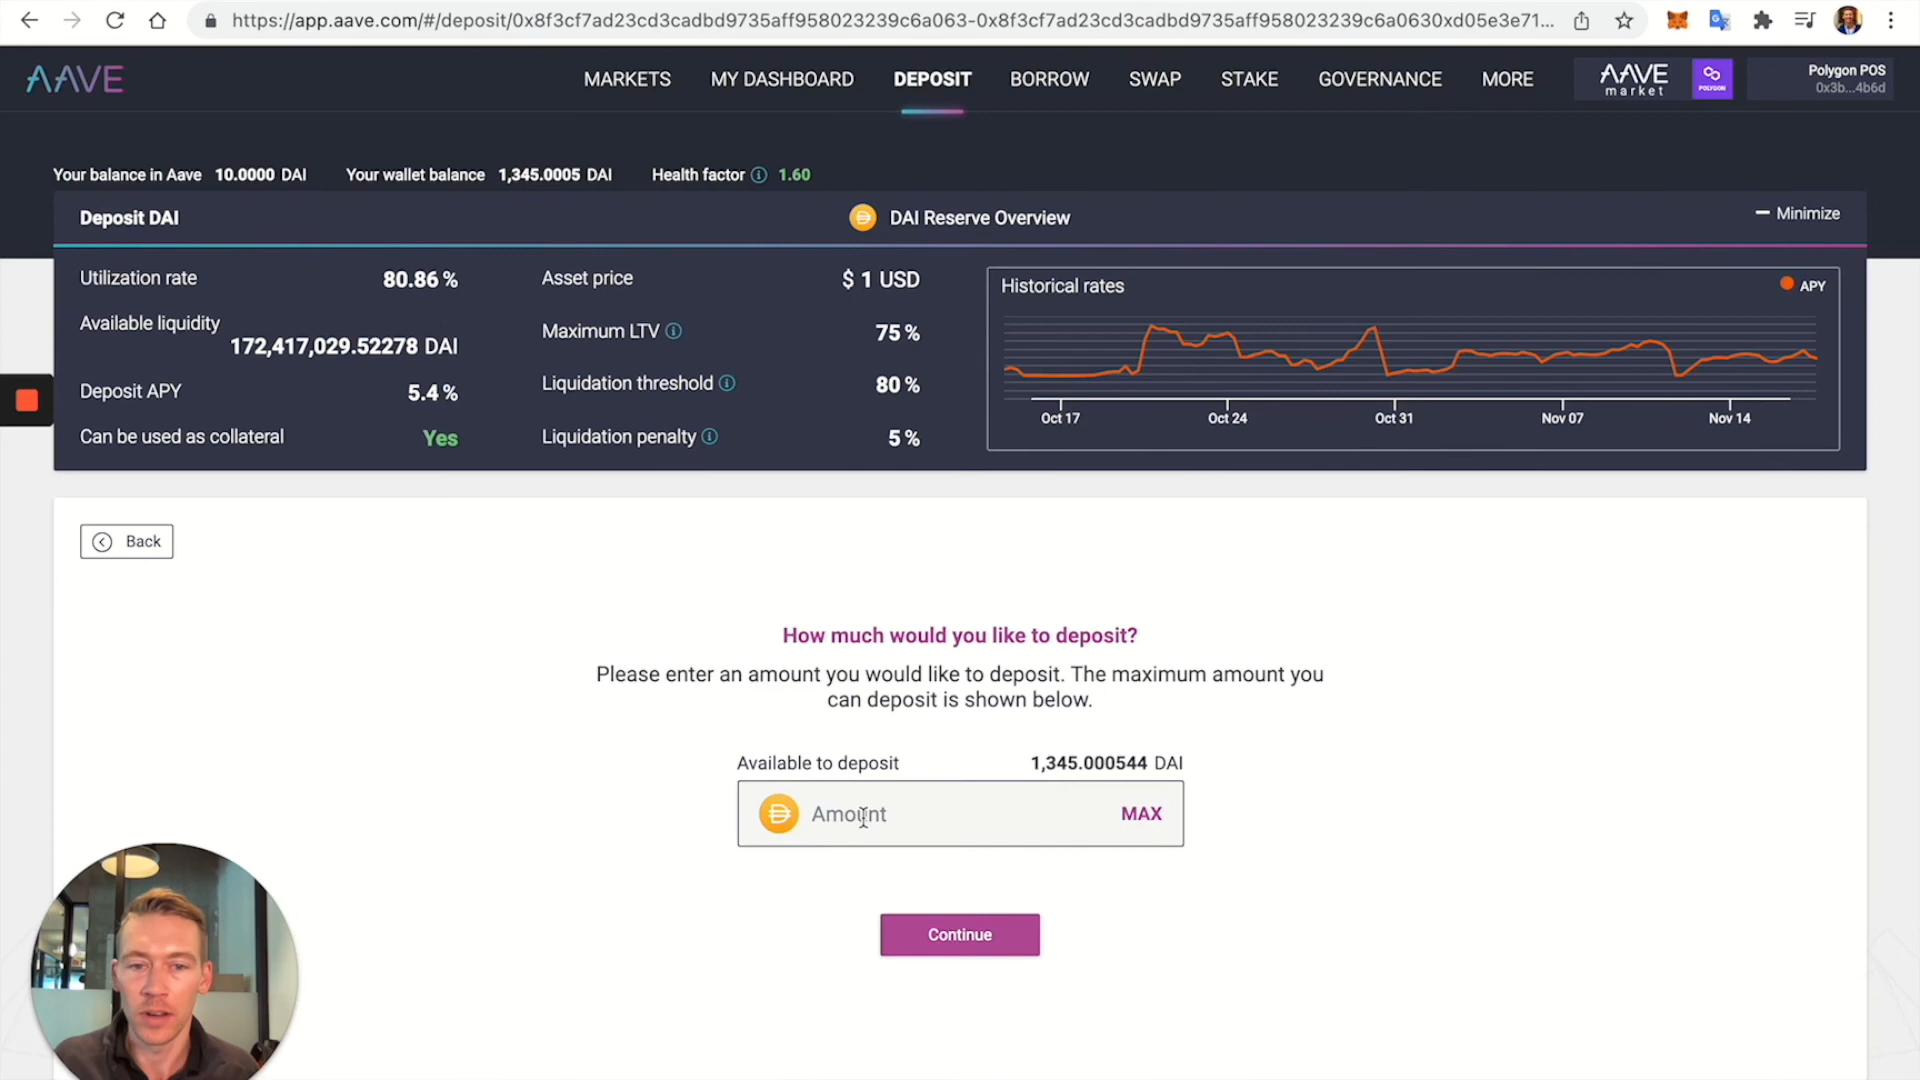 https://app.aave.com/#/deposit/0x8f3cf7ad23cd3cadbd9735aff958023239c6a063-0x8f3cf7ad23cd3cadbd9735aff958023239c6a0630xd05e3e71...
AAVE MARKETS MY DASHBOARD DEPOSIT BORROW SWAP STAKE GOVERNANCE MORE AAVE market POLYGON Polygon POS
0x3b...4b6d
Your balance in Aave 10.0000 DAI Your wallet balance 1,345.0005 DAI Health factor 1.60
Deposit DAI DAI Reserve Overview Minimize
Utilization rate 80.86 % Asset price $ 1 USD Historical rates APY
Available liquidity 172,417,029.52278 DAI Maximum LTV 75 %
Deposit APY 5.4 % Liquidation threshold 80 %
Can be used as collateral Yes Liquidation penalty 5 %
Oct 17 Oct 24 Oct 31 Nov 07 Nov 14
Back
How much would you like to deposit?
Please enter an amount you would like to deposit. The maximum amount you
can deposit is shown below.
Available to deposit 1,345.000544 DAI
Amount MAX
Continue